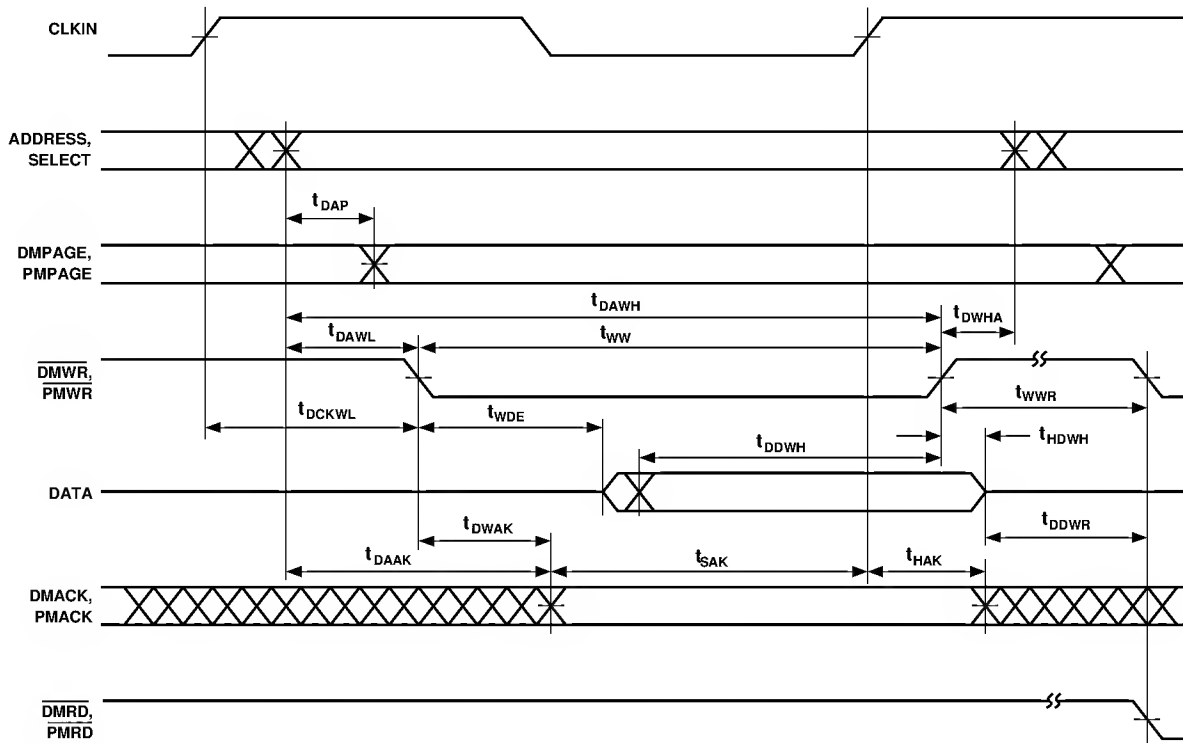 CLKIN
ADDRESS,
SELECT
tDAP
DMPAGE,
PMPAGE
tDAWH
tDAWL
tWW
tDWHA
DMWR,
PMWR
tDCKWL
tWDE
tWWR
tDDWH
tHDWH
DATA
tDWAK
tDDWR
tDAAK
tSAK
tHAK
DMACK,
PMACK
DMRD,
PMRD